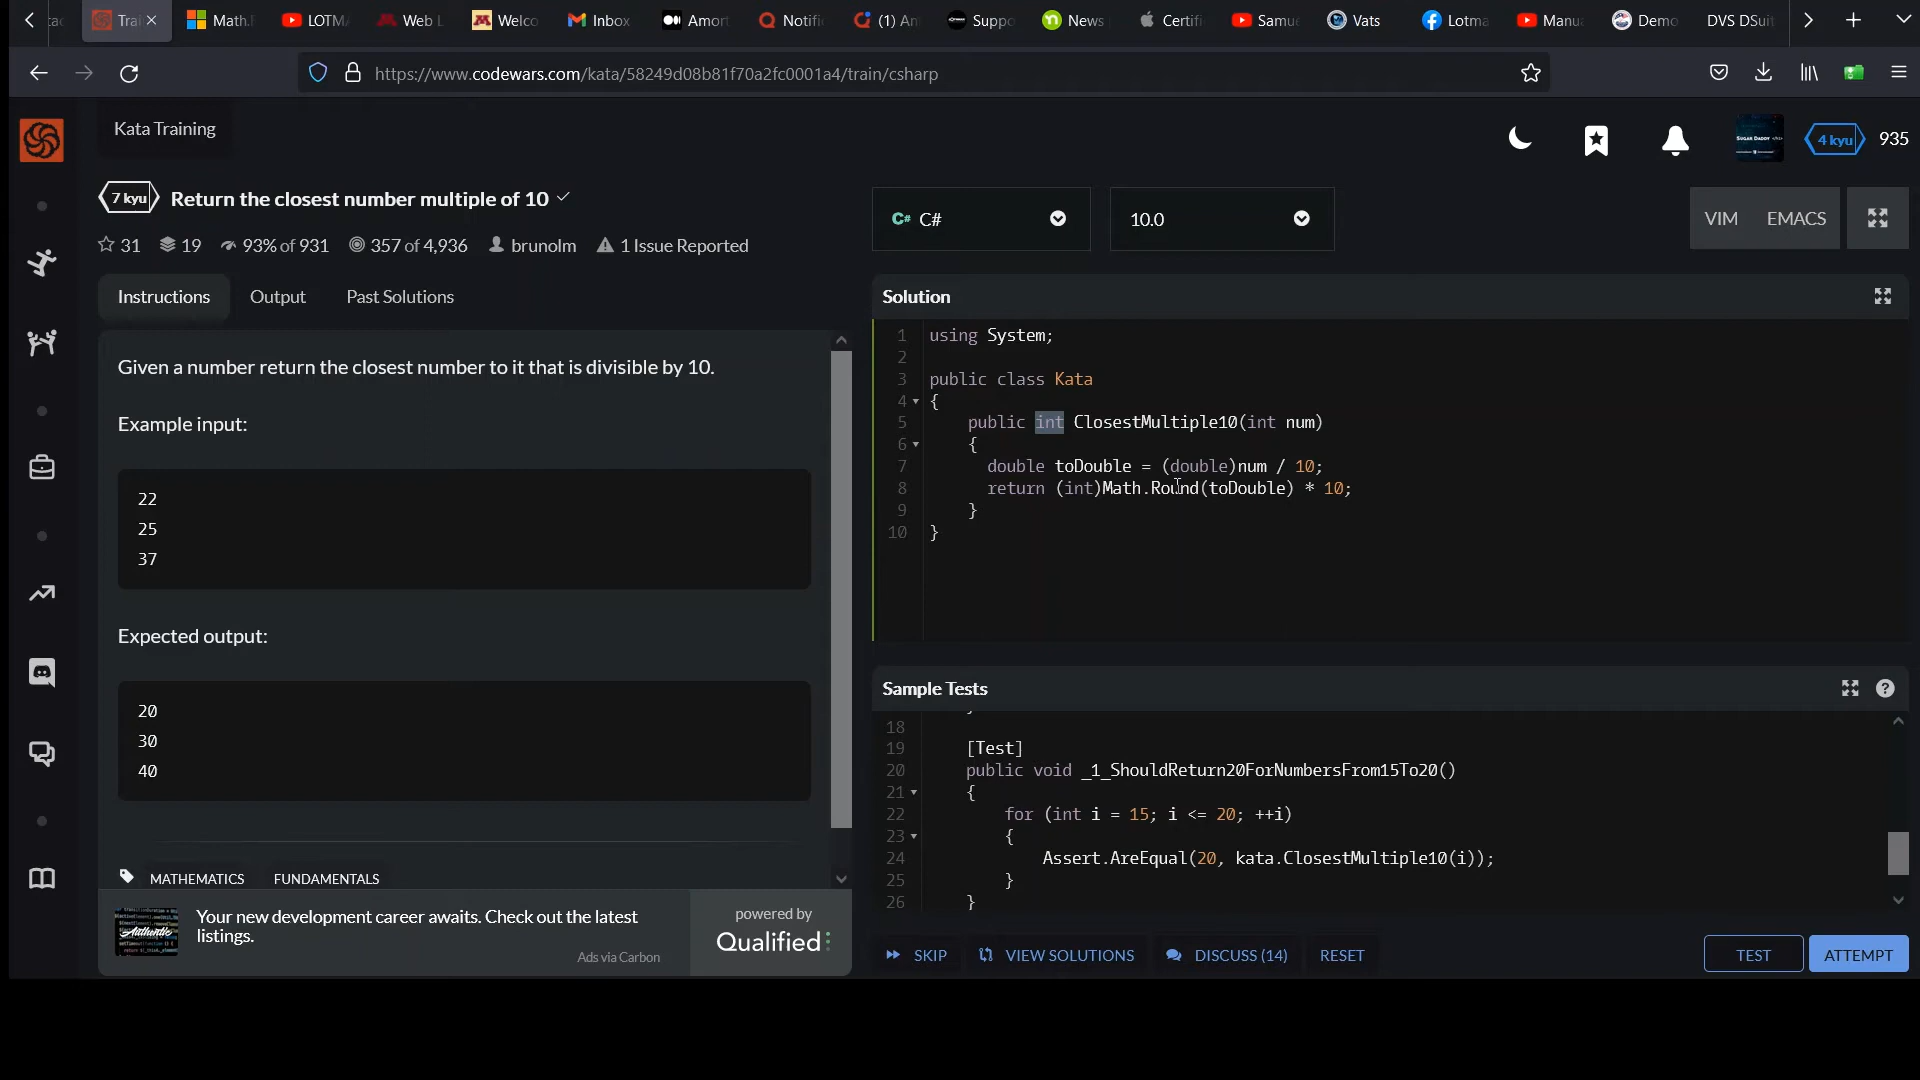 Trai
Math.
LOTM
Web L
Welco
Inbox
Amort
Notifi
(1) An
Suppo
News
Certifi
Samue
Vats
Lotma
Manu
Demo
DVS DSuit
https://www.codewars.com/kata/58249d08b81f70a2fc0001a4/train/csharp
Kata Training
SUGAR DADDY </>
4 kyu
935
7 kyu
Return the closest number multiple of 10
31
19
93% of 931
357 of 4,936
brunolm
1 Issue Reported
Instructions
Output
Past Solutions
Given a number return the closest number to it that is divisible by 10.
Example input:
22
25
37
Expected output:
20
30
40
MATHEMATICS
FUNDAMENTALS
Your new development career awaits. Check out the latest
listings.
Ads via Carbon
powered by
Qualified
C# C#
10.0
VIM
EMACS
Solution
1 using System;
2
3 public class Kata
4 {
5 public int ClosestMultiple10(int num)
6 {
7 double toDouble = (double)num / 10;
8 return (int)Math.Round(toDouble) * 10;
9 }
10 }
Sample Tests
18
19 [Test]
20 public void _1_ShouldReturn20ForNumbersFrom15To20()
21 {
22 for (int i = 15; i <= 20; ++i)
23 {
24 Assert.AreEqual(20, kata.ClosestMultiple10(i));
25 }
26 }
SKIP
VIEW SOLUTIONS
DISCUSS (14)
RESET
TEST
ATTEMPT